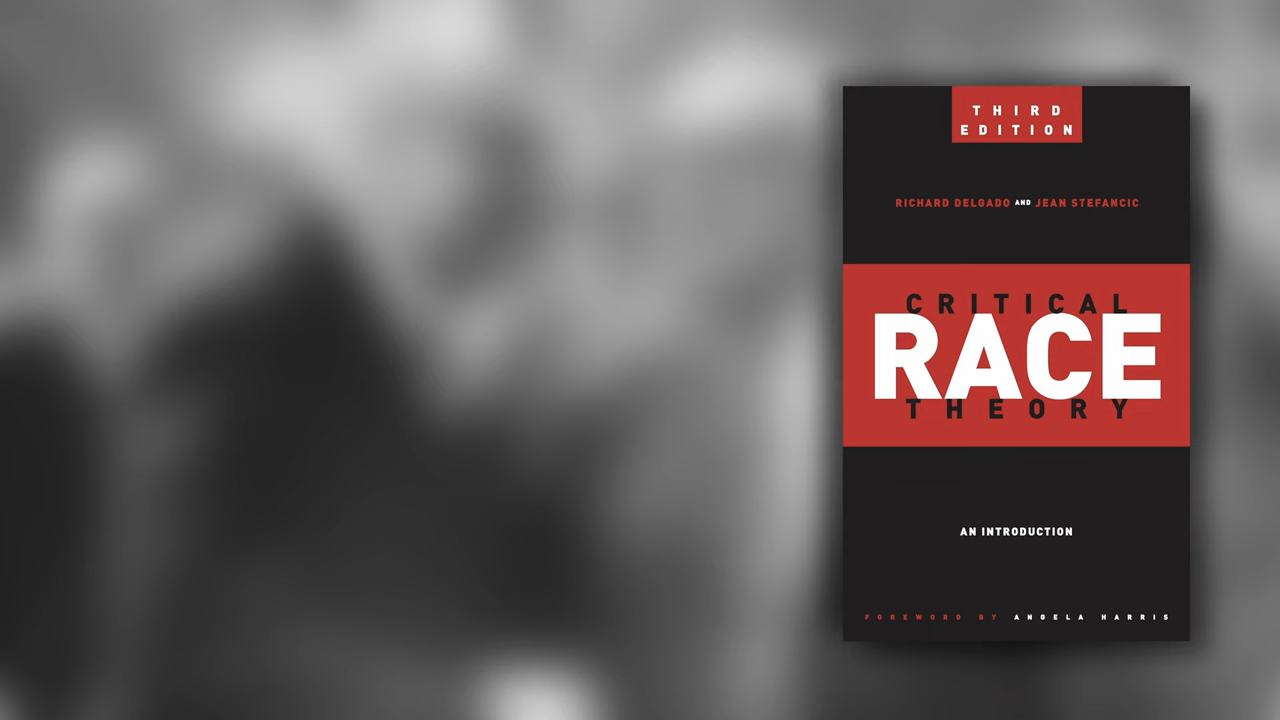 THIRD
EDITION
RICHARD DELGADO AND JEAN STEFANCIC
CRITICAL
RACE
THEORY
AN INTRODUCTION
FOREWORD BY ANGELA HARRIS